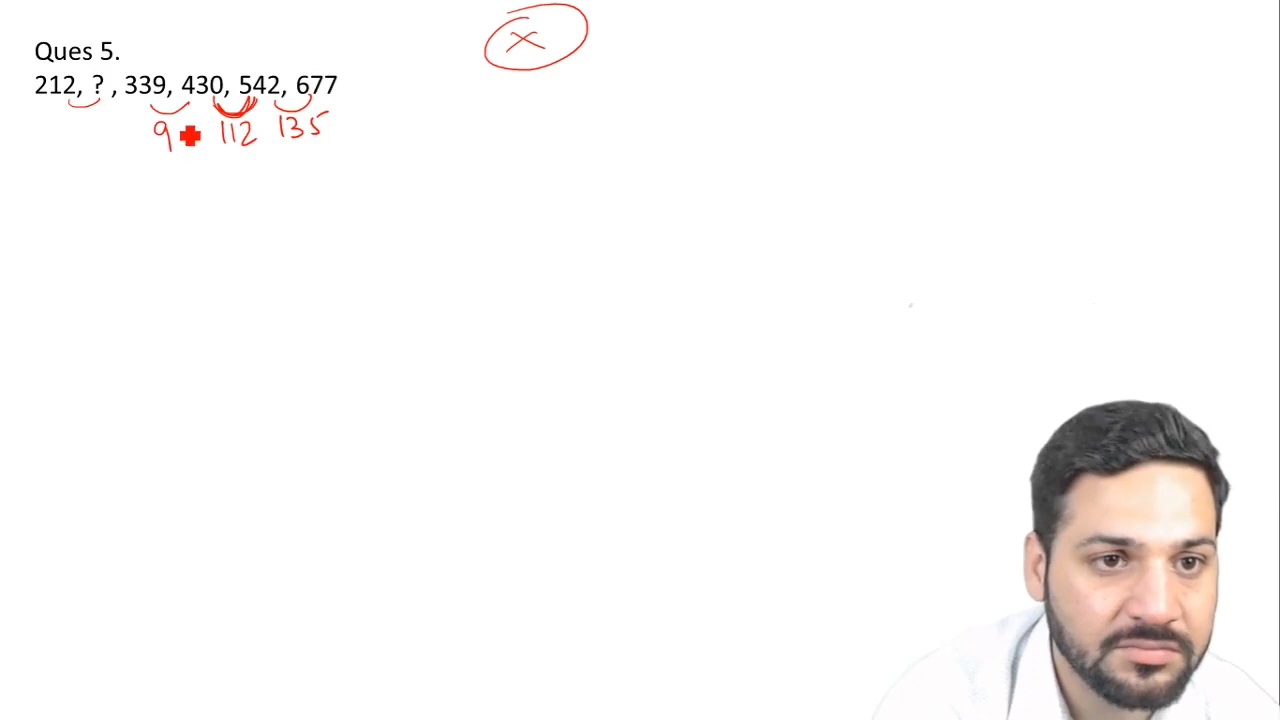 x
Ques 5.
212, ? , 339, 430, 542, 677
9 112 135